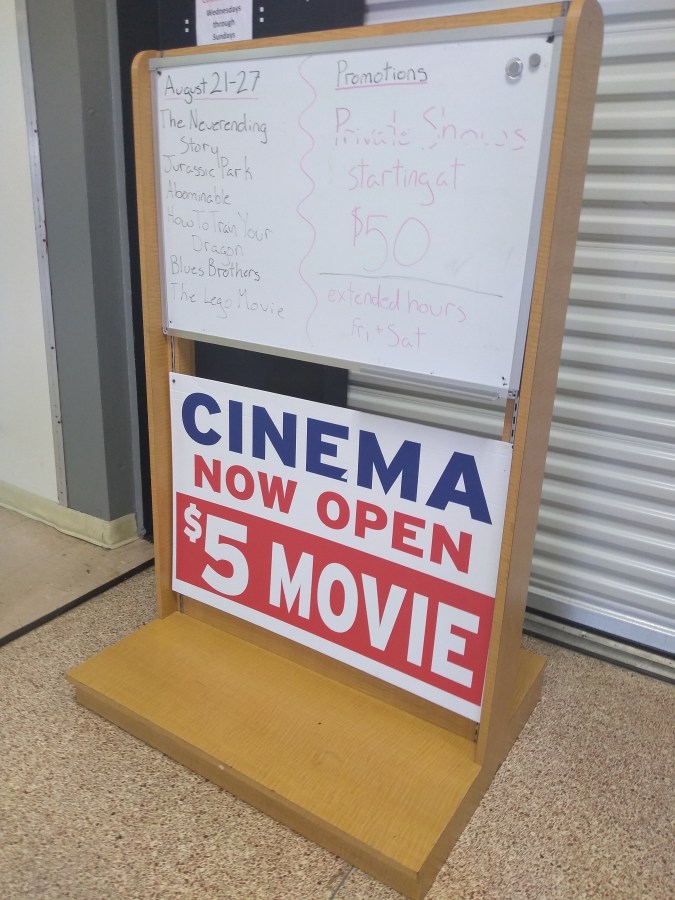 Wednesdays
through
Sundays
August 21-27
The Neverending
Story
Jurassic Park
Abominable
How To Train Your
Dragon
Blues Brothers
The Lego Movie
Promotions
Private Shows
starting at
$50
extended hours
Fri + Sat
CINEMA
NOW OPEN
$5 MOVIE